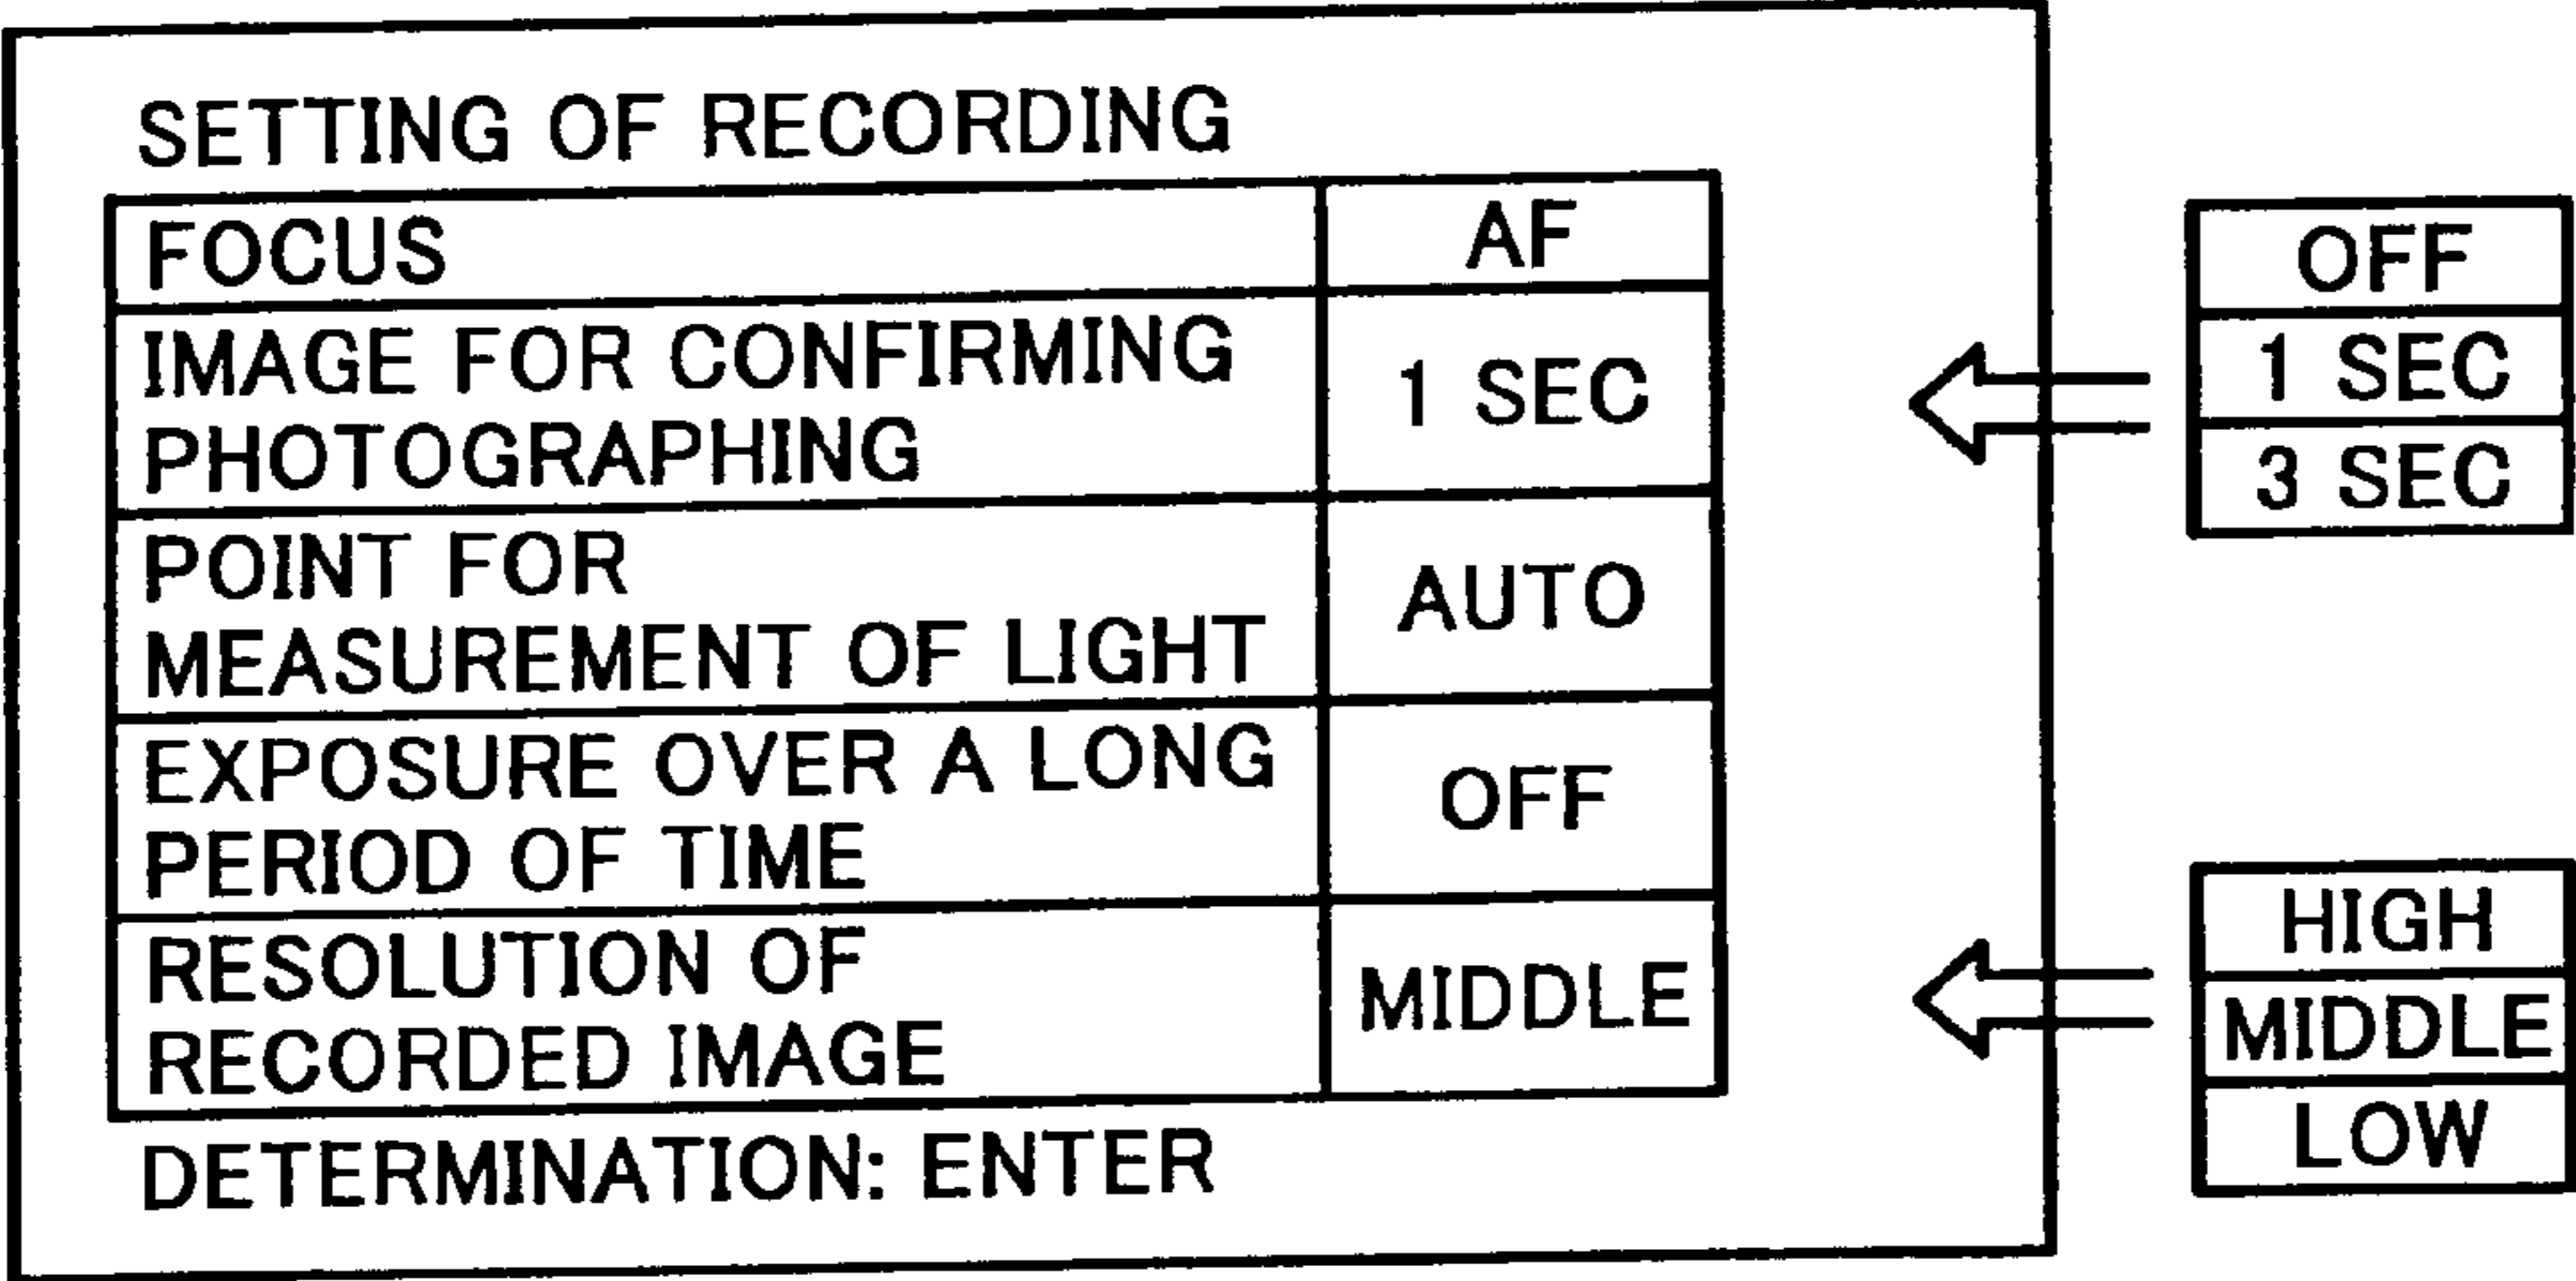 SETTING OF RECORDING
FOCUS AF
IMAGE FOR CONFIRMING
PHOTOGRAPHING
1 SEC
POINT FOR
MEASUREMENT OF LIGHT
AUTO
EXPOSURE OVER A LONG
PERIOD OF TIME
OFF
RESOLUTION OF
RECORDED IMAGE
MIDDLE
DETERMINATION: ENTER
OFF
1 SEC
3 SEC
HIGH
MIDDLE
LOW